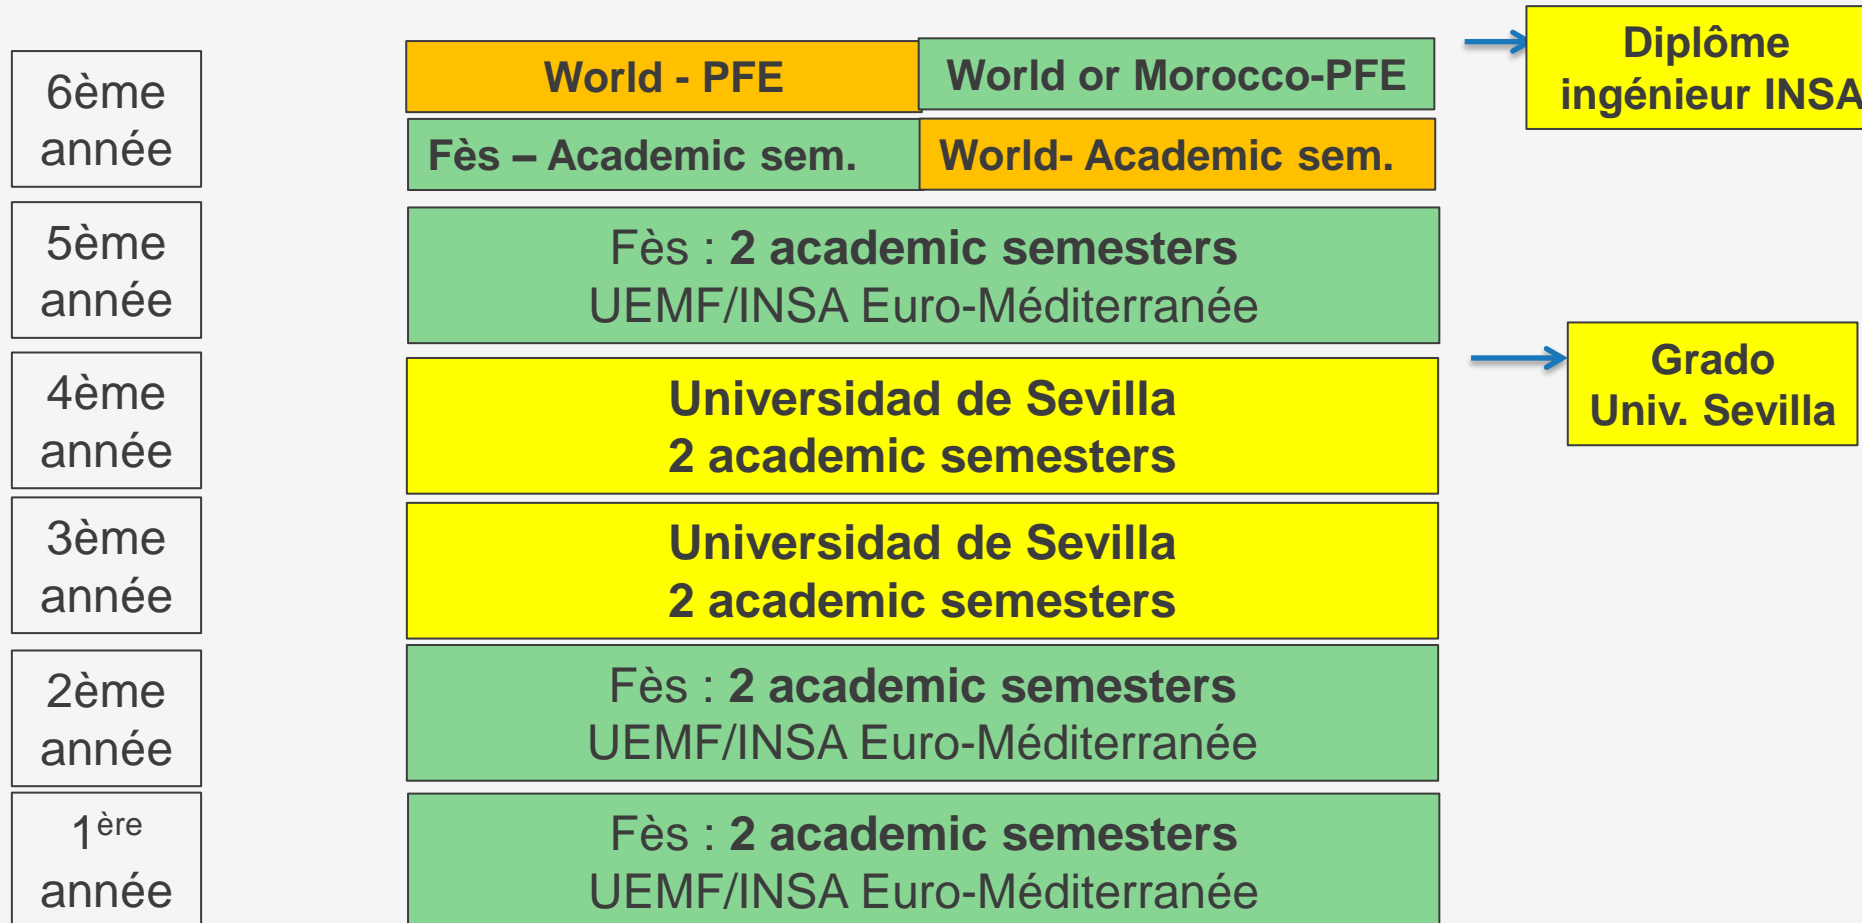 6ème
année
World - PFE
World or Morocco-PFE
Diplôme
ingénieur INSA
Fès – Academic sem.
World- Academic sem.
5ème
année
Fès : 2 academic semesters
UEMF/INSA Euro-Méditerranée
4ème
année
Universidad de Sevilla
2 academic semesters
Grado
Univ. Sevilla
3ème
année
Universidad de Sevilla
2 academic semesters
2ème
année
Fès : 2 academic semesters
UEMF/INSA Euro-Méditerranée
1ère
année
Fès : 2 academic semesters
UEMF/INSA Euro-Méditerranée